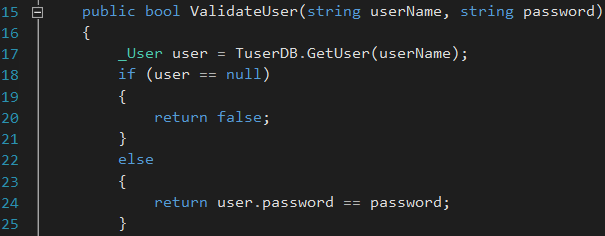 15 public bool ValidateUser(string userName, string password)
16 {
17 _User user = TuserDB.GetUser(userName);
18 if (user == null)
19 {
20 return false;
21 }
22 else
23 {
24 return user.password == password;
25 }